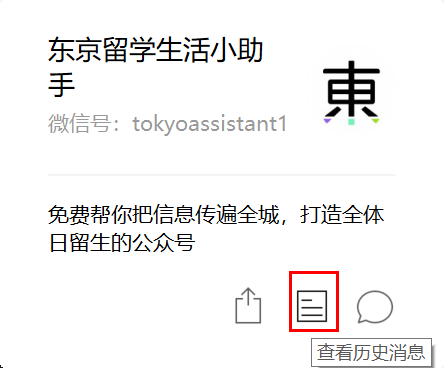 东京留学生活小助
手
微信号：tokyoassistant1
東
免费帮你把信息传遍全城，打造全体
日留生的公众号
查看历史消息